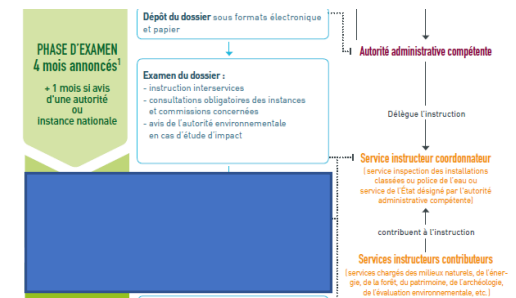 Dépôt du dossier sous formats électronique
et papier
PHASE D'EXAMEN
4 mois annoncés¹
+ 1 mois si avis
d'une autorité
ou
instance nationale
Examen du dossier :
- instruction interservices
- consultations obligatoires des instances
et commissions concernées
- avis de l'autorité environnementale
en cas d'étude d'impact
Autorité administrative compétente
Délègue l'instruction
Service instructeur coordonnateur
(service inspection des installations
classées ou police de l'eau ou
service de l'État désigné par l'autorité
administrative compétente)
contribuent à l'instruction
Services instructeurs contributeurs
(services chargés des milieux naturels, de l'éner-
gie, de la forêt, du patrimoine, de l'archéologie,
de l'évaluation environnementale, etc.)